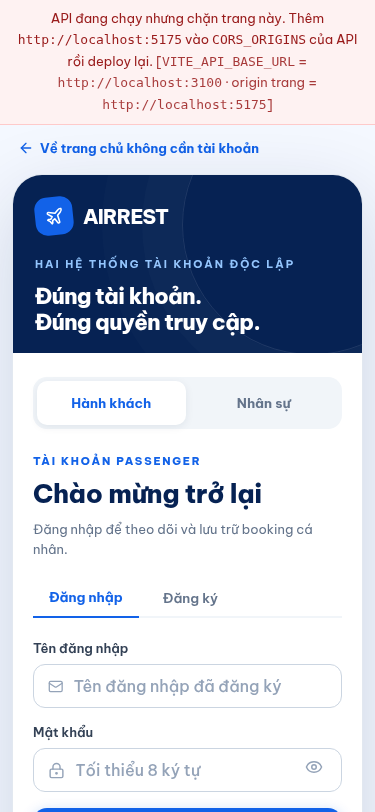 API đang chạy nhưng chặn trang này. Thêm
http://localhost:5175 vào CORS_ORIGINS của API
rồi deploy lại. [VITE_API_BASE_URL =
http://localhost:3100 · origin trang =
http://localhost:5175]
Về trang chủ không cần tài khoản
AIRREST
HAI HỆ THỐNG TÀI KHOẢN ĐỘC LẬP
Đúng tài khoản.
Đúng quyền truy cập.
Hành khách
Nhân sự
TÀI KHOẢN PASSENGER
Chào mừng trở lại
Đăng nhập để theo dõi và lưu trữ booking cá
nhân.
Đăng nhập
Đăng ký
Tên đăng nhập
Tên đăng nhập đã đăng ký
Mật khẩu
Tối thiểu 8 ký tự